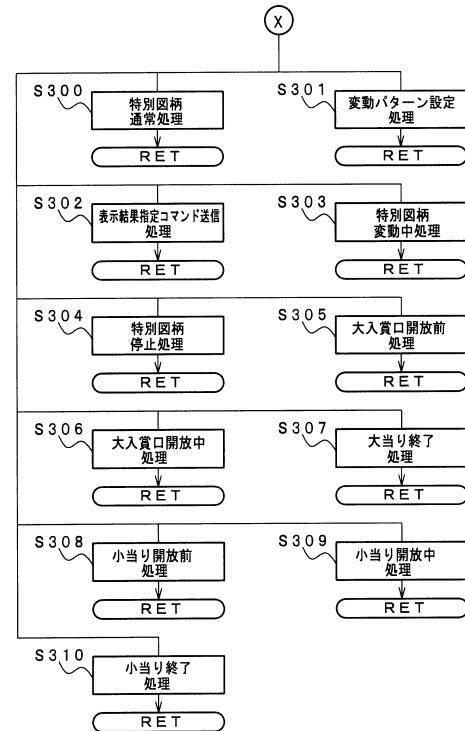 X
S300
特別図柄
通常処理
RET
S301
変動パターン設定
処理
RET
S302
表示結果指定コマンド送信
処理
RET
S303
特別図柄
変動中処理
RET
S304
特別図柄
停止処理
RET
S305
大入賞口開放前
処理
RET
S306
大入賞口開放中
処理
RET
S307
大当り終了
処理
RET
S308
小当り開放前
処理
RET
S309
小当り開放中
処理
RET
S310
小当り終了
処理
RET